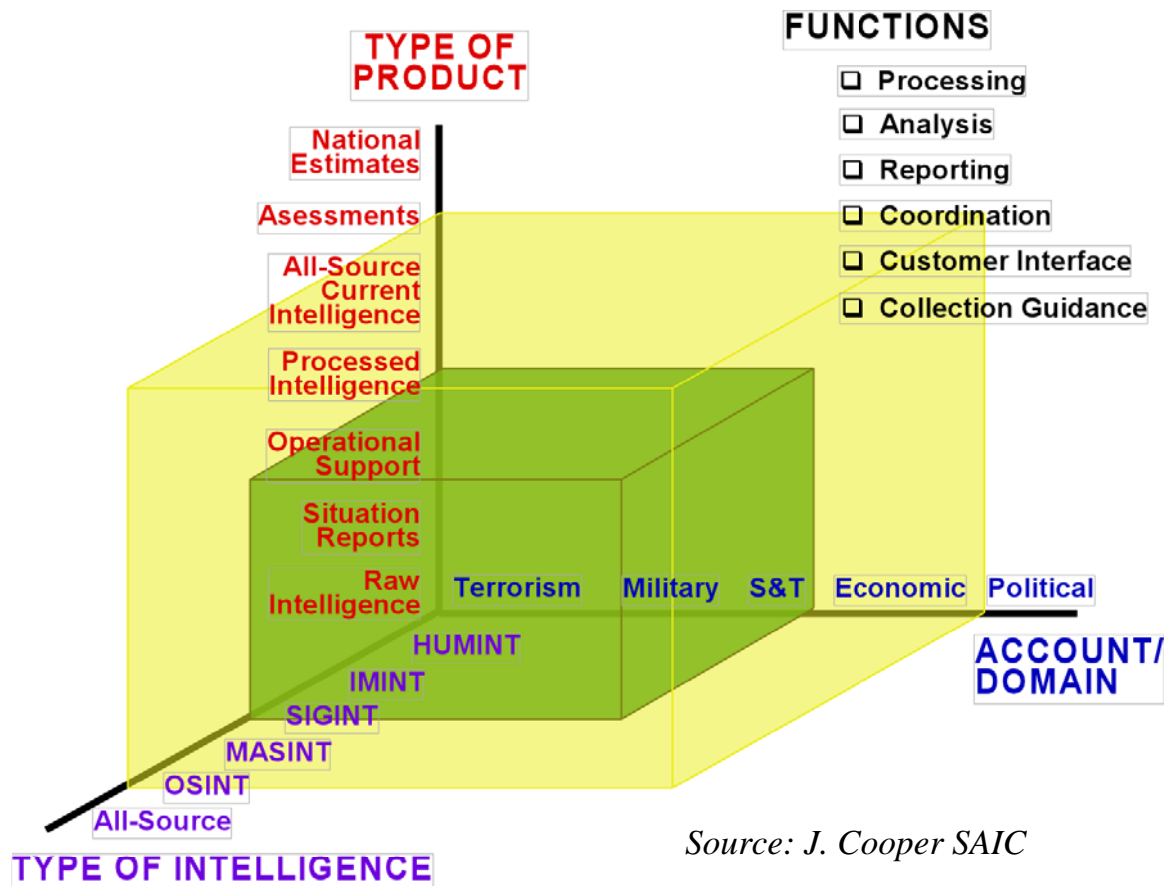 TYPE OF
PRODUCT
FUNCTIONS
❑ Processing
❑ Analysis
❑ Reporting
❑ Coordination
❑ Customer Interface
❑ Collection Guidance
National
Estimates
Asessments
All-Source
Current
Intelligence
Processed
Intelligence
Operational
Support
Situation
Reports
Raw
Intelligence
Terrorism
Military
S&T
Economic
Political
ACCOUNT/
DOMAIN
HUMINT
IMINT
SIGINT
MASINT
OSINT
All-Source
TYPE OF INTELLIGENCE
Source: J. Cooper SAIC